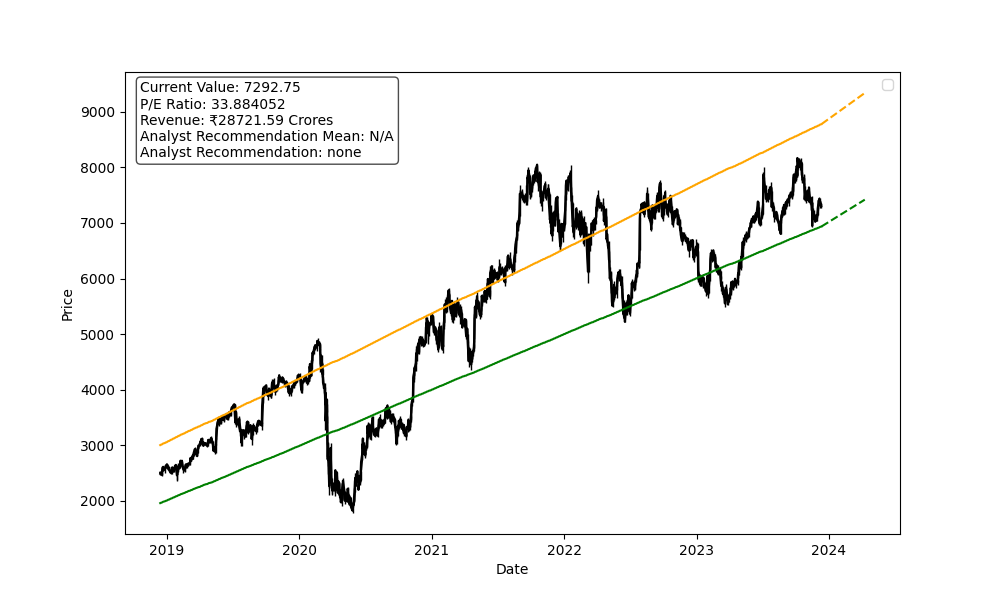 Current Value: 7292.75
P/E Ratio: 33.884052
Revenue: ₹28721.59 Crores
Analyst Recommendation Mean: N/A
Analyst Recommendation: none
9000
8000
7000
6000
5000
4000
3000
2000
Price
2019 2020 2021 2022 2023 2024
Date